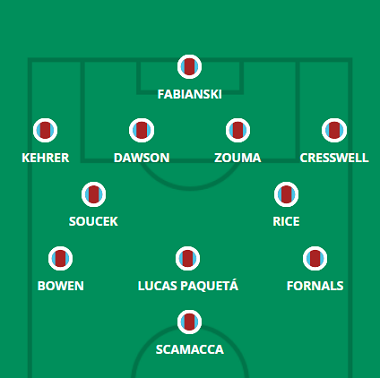 FABIANSKI
KEHRER DAWSON ZOUMA CRESSWELL
SOUCEK RICE
BOWEN LUCAS PAQUETÁ FORNALS
SCAMACCA